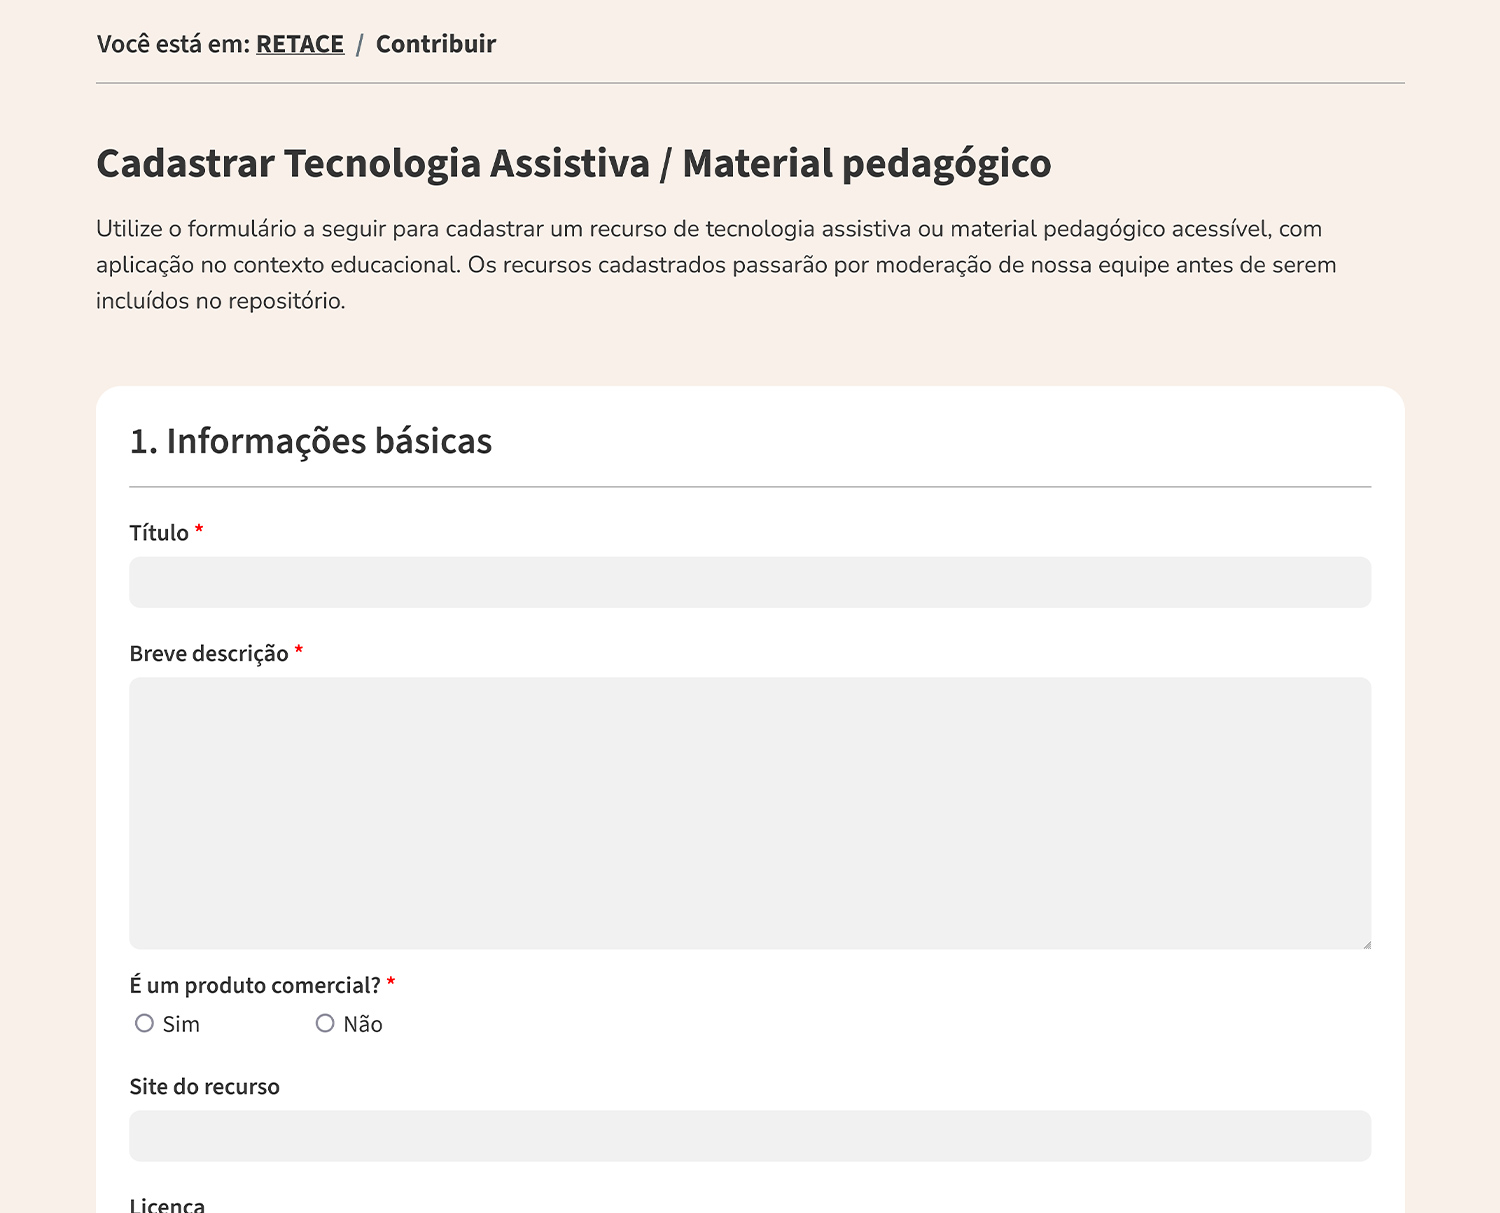 Você está em: RETACE / Contribuir
Cadastrar Tecnologia Assistiva / Material pedagógico
Utilize o formulário a seguir para cadastrar um recurso de tecnologia assistiva ou material pedagógico acessível, com
aplicação no contexto educacional. Os recursos cadastrados passarão por moderação de nossa equipe antes de serem
incluídos no repositório.
1. Informações básicas
Título *
Breve descrição *
É um produto comercial? *
Sim Não
Site do recurso
Licença